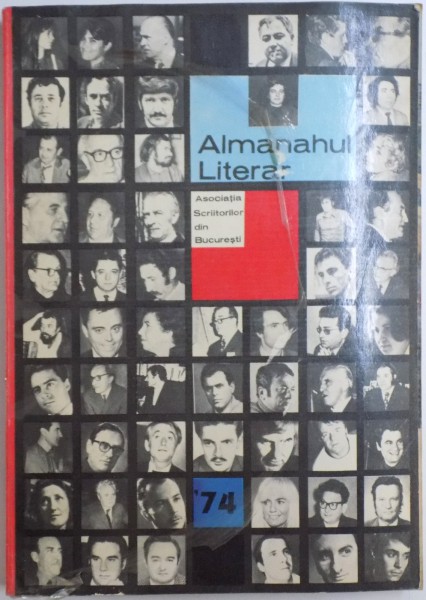 Almanahul
Literar
Asociația
Scriitorilor
din
București
'74